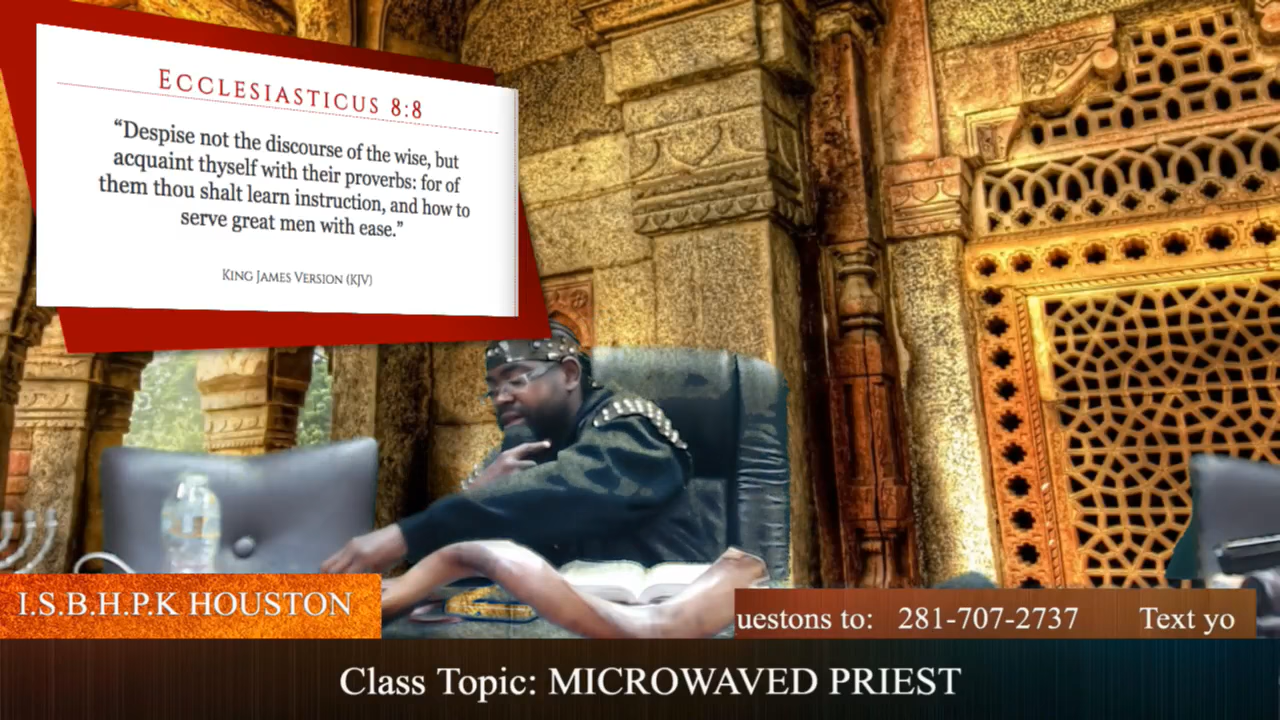 ECCLESIASTICUS 8:8
“Despise not the discourse of the wise, but
acquaint thyself with their proverbs: for of
them thou shalt learn instruction, and how to
serve great men with ease.”
KING JAMES VERSION (KJV)
I.S.B.H.P.K HOUSTON
uestons to: 281-707-2737 Text yo
Class Topic: MICROWAVED PRIEST